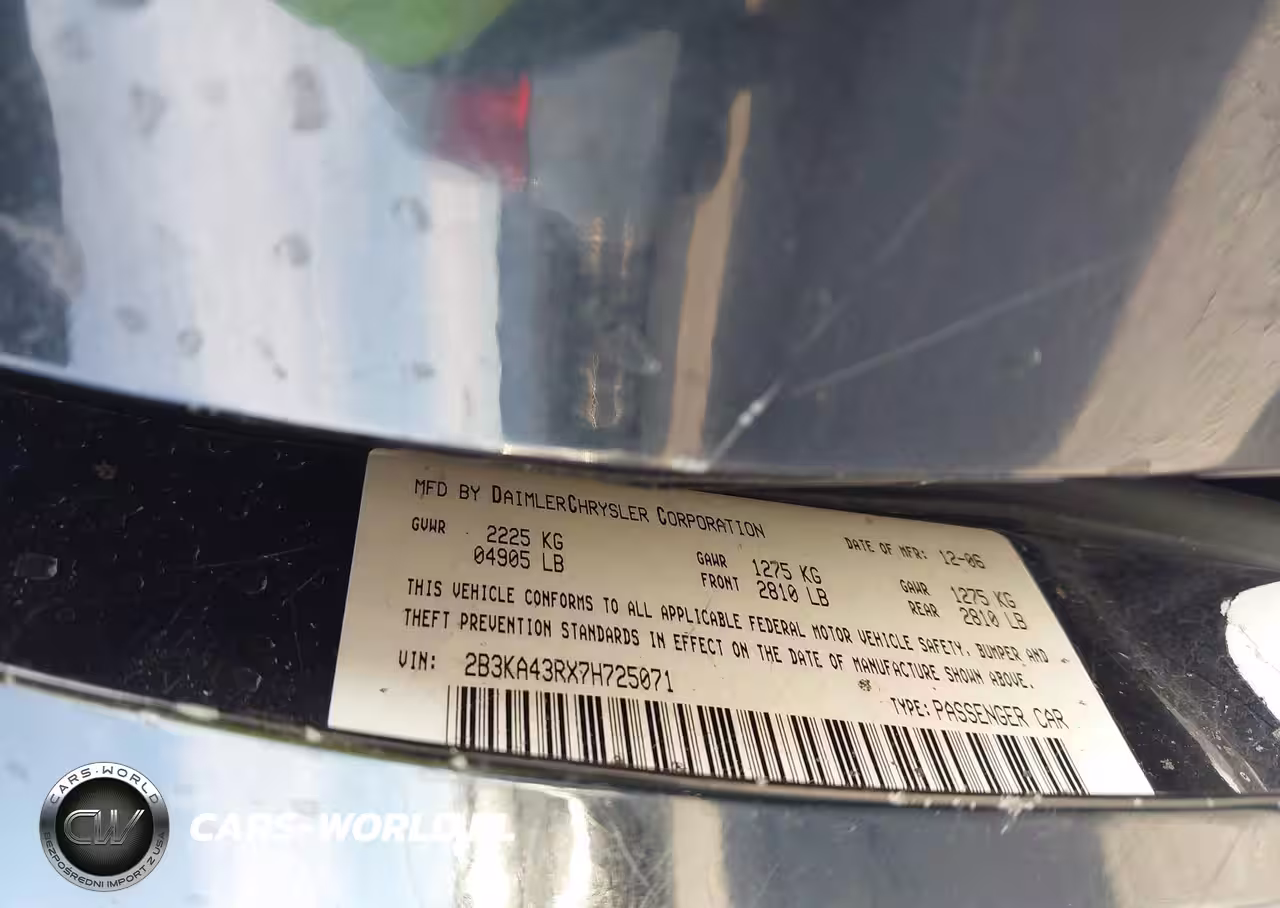 MFD BY DAIMLERCHRYSLER CORPORATION
DATE OF MFR: 12-06
GVWR 2225 KG
04905 LB
GAWR FRONT 1275 KG
2810 LB
GAWR REAR 1275 KG
2810 LB
THIS VEHICLE CONFORMS TO ALL APPLICABLE FEDERAL MOTOR VEHICLE SAFETY, BUMPER AND
THEFT PREVENTION STANDARDS IN EFFECT ON THE DATE OF MANUFACTURE SHOWN ABOVE.
VIN: 2B3KA43RX7H725071
TYPE: PASSENGER CAR
CARS-WORLD
CW
BEZPOŚREDNI IMPORT Z USA
CARS-WORLD.PL